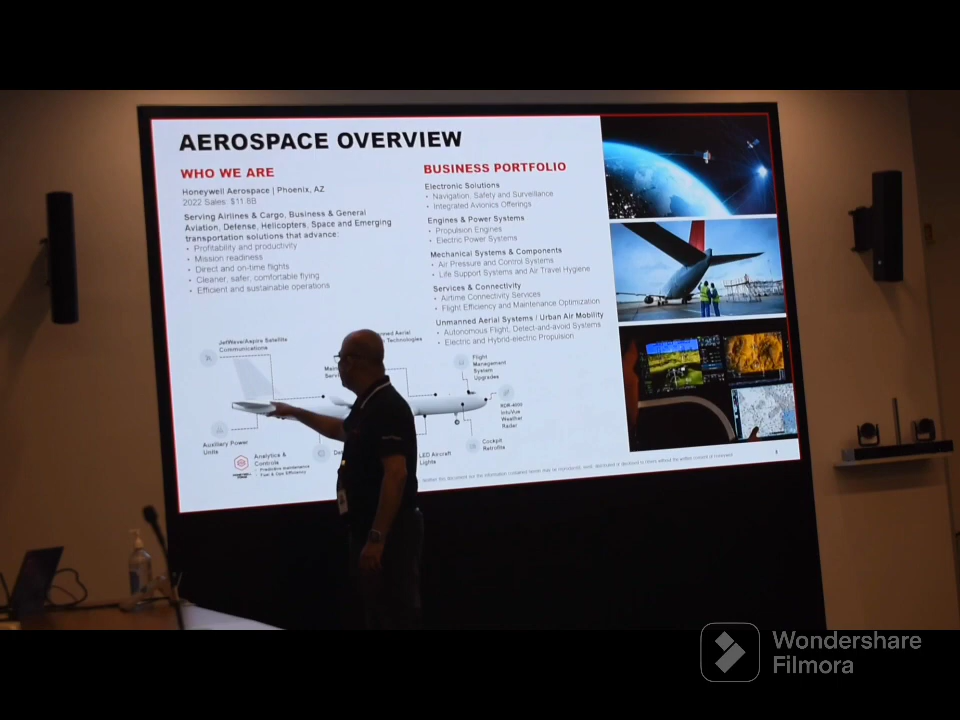 AEROSPACE OVERVIEW
WHO WE ARE
Honeywell Aerospace | Phoenix, AZ
2022 Sales: $11.8B
Serving Airlines & Cargo, Business & General
Aviation, Defense, Helicopters, Space and Emerging
transportation solutions that advance:
• Profitability and productivity
• Mission readiness
• Direct and on-time flights
• Cleaner, safer, comfortable flying
• Efficient and sustainable operations
BUSINESS PORTFOLIO
Electronic Solutions
• Navigation, Safety and Surveillance
• Integrated Avionics Offerings
Engines & Power Systems
• Propulsion Engines
• Electric Power Systems
Mechanical Systems & Components
• Air Pressure and Control Systems
• Life Support Systems and Air Travel Hygiene
Services & Connectivity
• Airtime Connectivity Services
• Flight Efficiency and Maintenance Optimization
Unmanned Aerial Systems / Urban Air Mobility
• Autonomous Flight, Detect-and-avoid Systems
• Electric and Hybrid-electric Propulsion
JetWave/Aspire Satellite
Communications
Aerial
Technologies
Flight
Management
System
Upgrades
RDR-4000
IntuVue
Weather
Radar
Cockpit
Retrofits
LED Aircraft
Lights
Auxiliary Power
Units
Analytics &
Controls
• Predictive maintenance
• Fuel & Ops Efficiency
Wondershare
Filmora